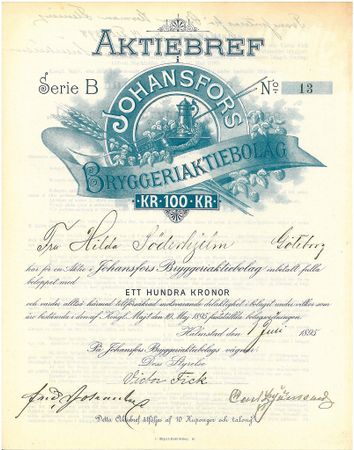 AKTIEBREF
i
Serie B
No 13
JOHANSFORS
BRYGGERIAKTIEBOLAG
KR 100 KR
Fru Hilda Söderhjelm Göteborg
har för en Aktie i Johansfors Bryggeriaktiebolag inbetalt fulla
beloppet med
ETT HUNDRA KRONOR
och varder alltså härmed tillförsäkrad motsvarande delaktighet i bolaget under villkor som
äro bestämda i den af Kongl. Maj:t den 10 Maj 1895 fastställda bolagsordningen.
Halmstad den 1 Juni 1895
På Johansfors Bryggeriaktiebolags vägnar
Dess Styrelse
Victor Fick
Detta Aktiebref åtföljes af 10 Kuponger och talong.